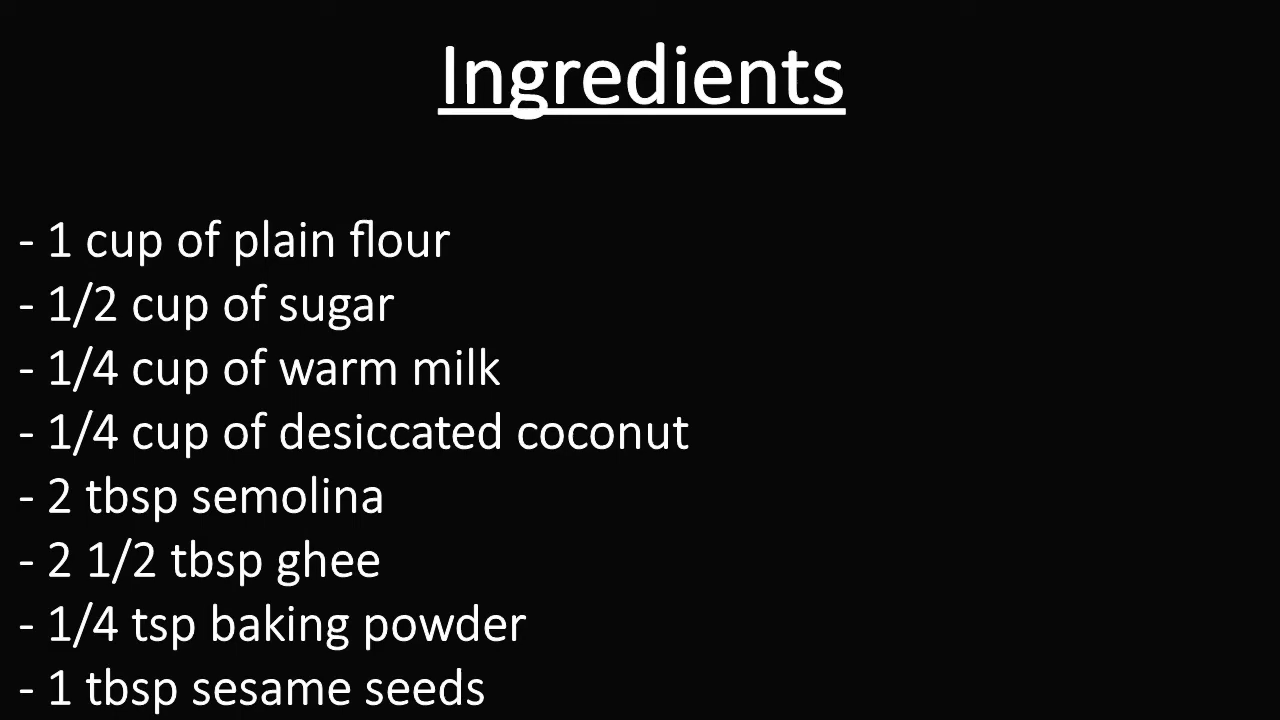 Ingredients
- 1 cup of plain flour
- 1/2 cup of sugar
- 1/4 cup of warm milk
- 1/4 cup of desiccated coconut
- 2 tbsp semolina
- 2 1/2 tbsp ghee
- 1/4 tsp baking powder
- 1 tbsp sesame seeds